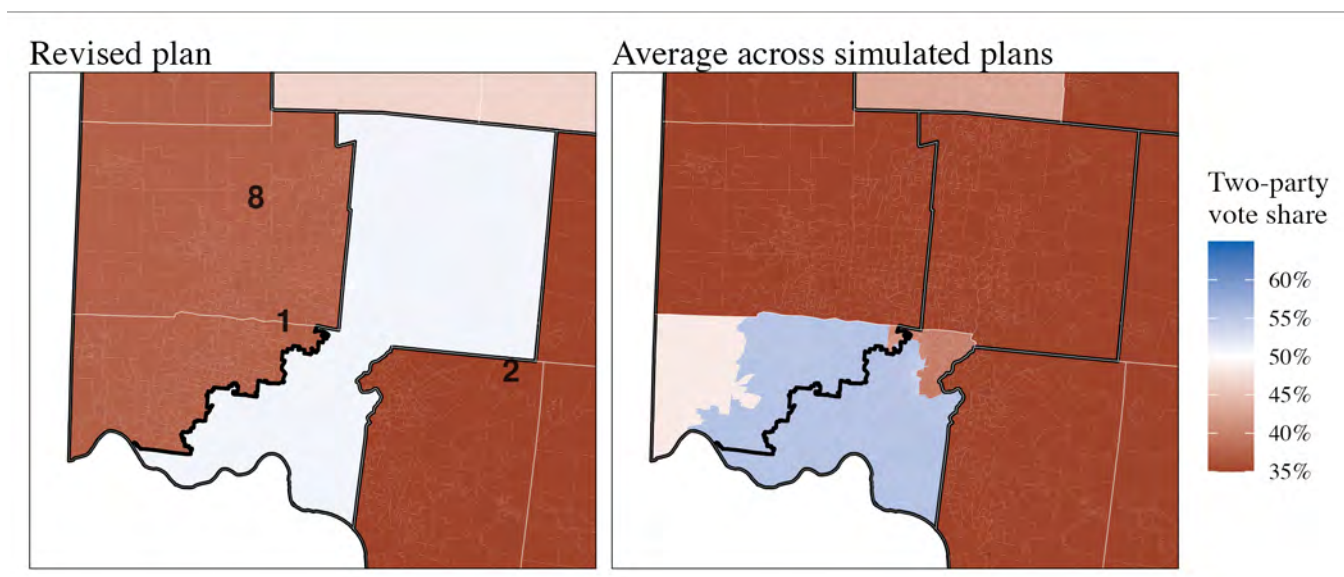 Revised plan
Average across simulated plans
8
1
2
Two-party
vote share
60%
55%
50%
45%
40%
35%